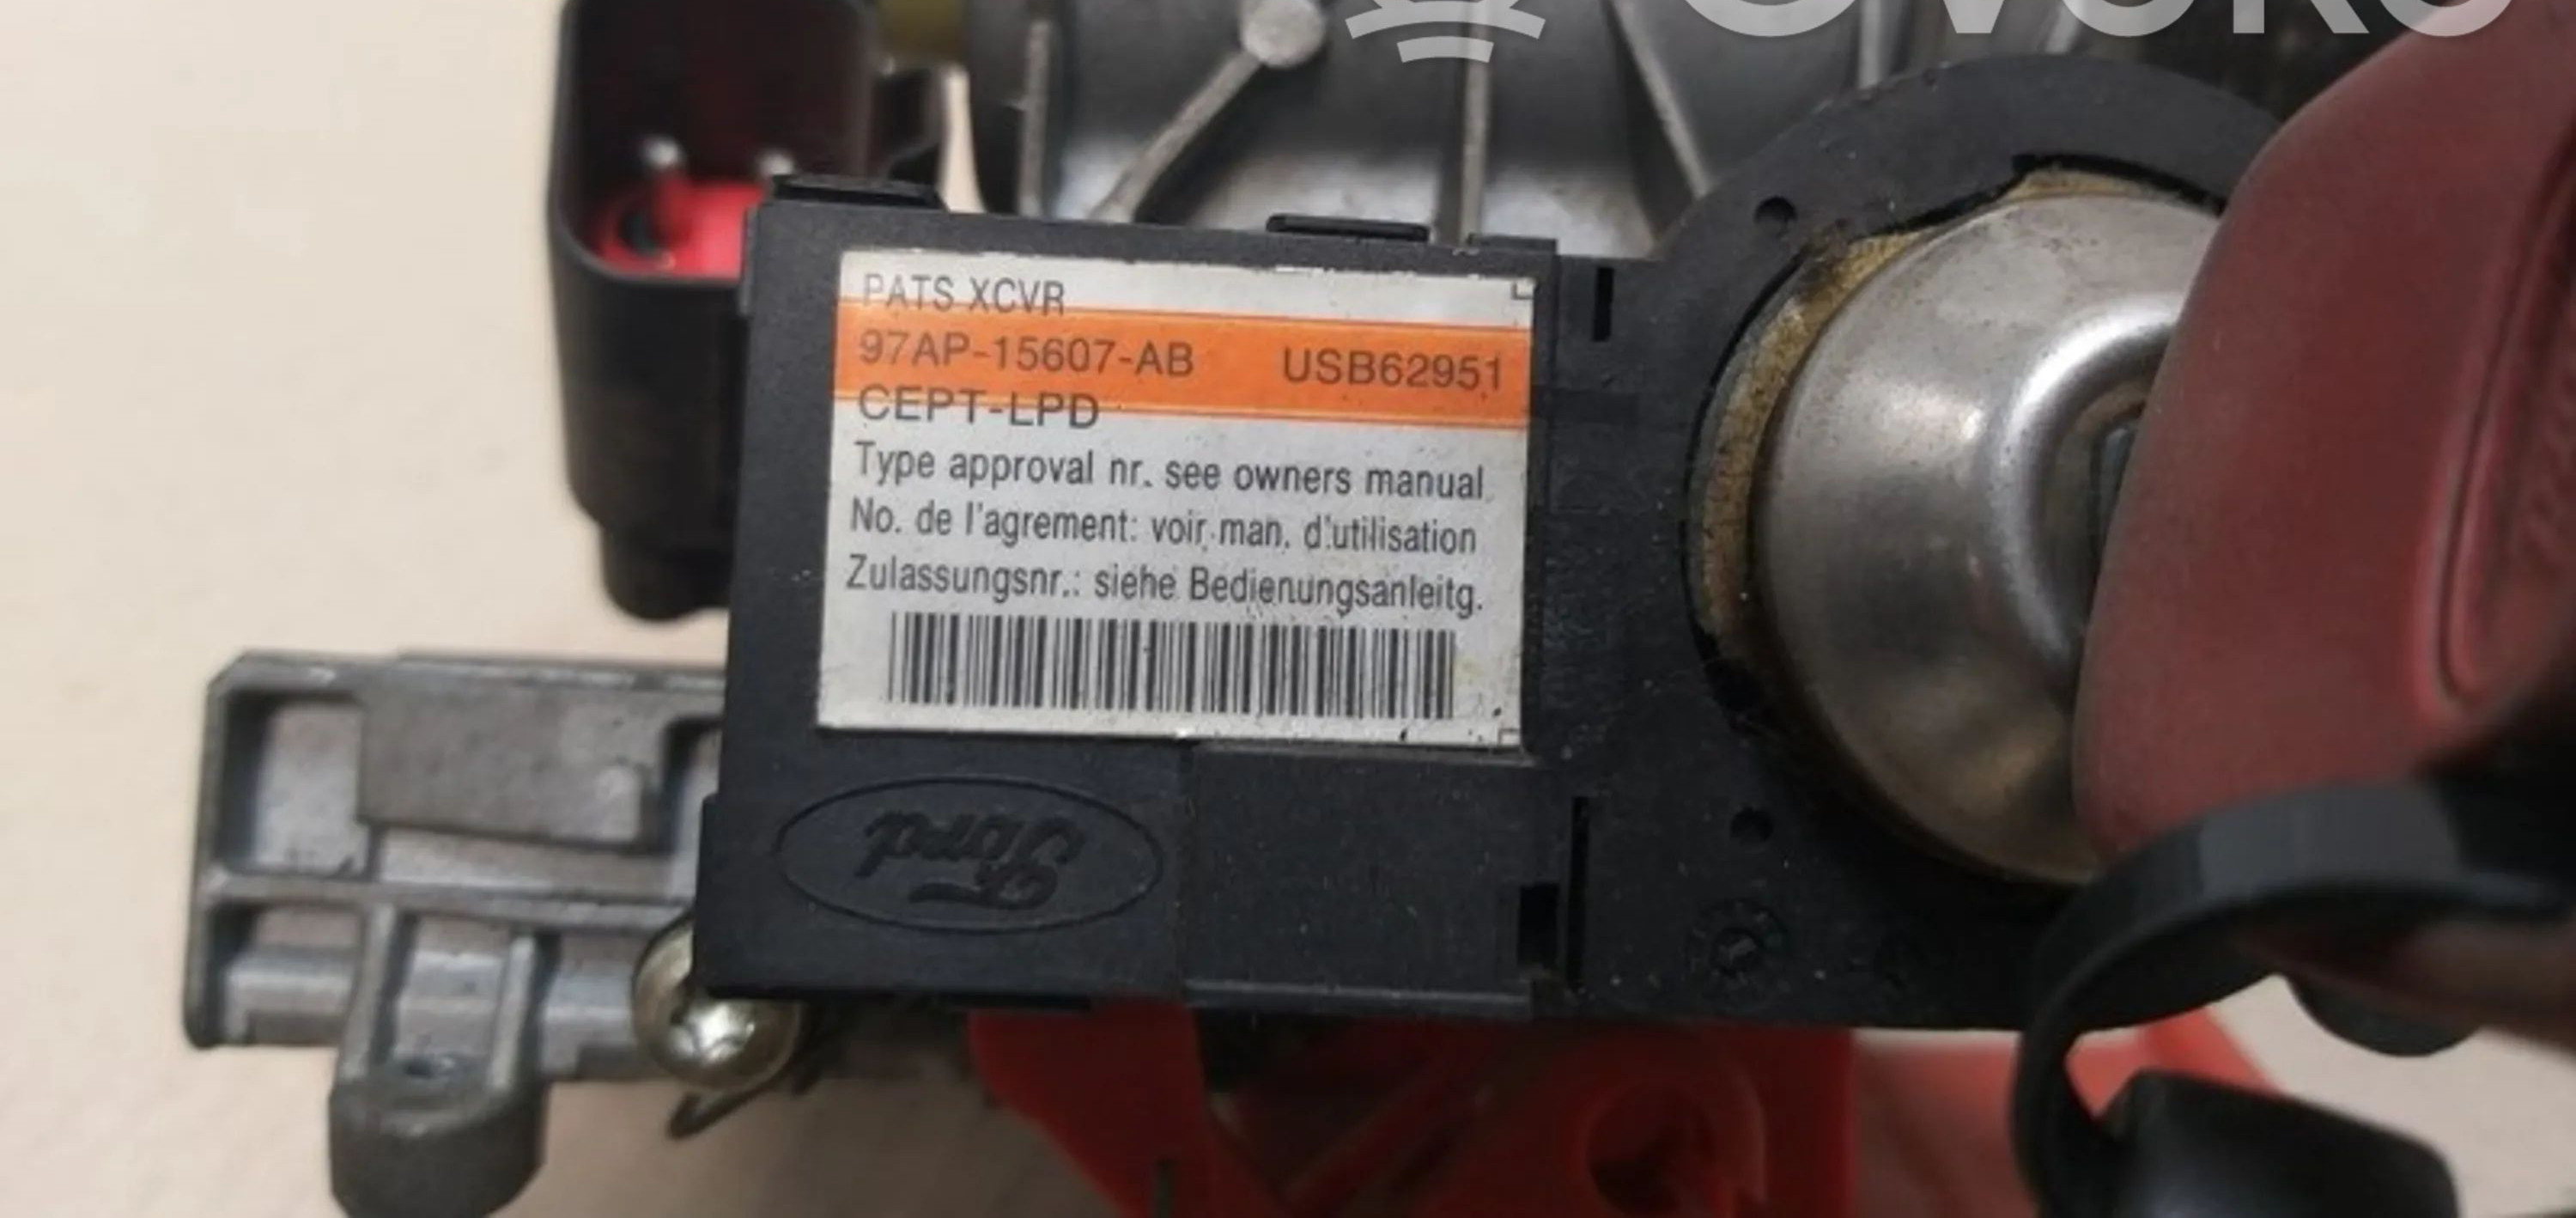 PATS XCVR
97AP-15607-AB USB62951
CEPT-LPD
Type approval nr. see owners manual
No. de l'agrement: voir man. d'utilisation
Zulassungsnr.: siehe Bedienungsanleitg.
Ford